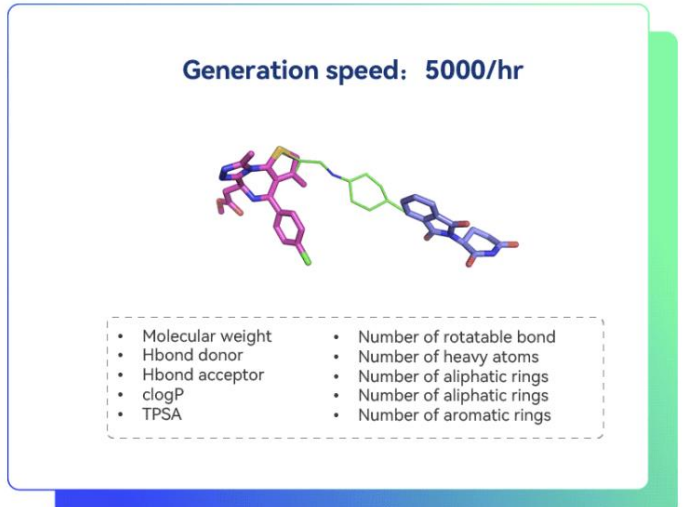 Generation speed: 5000/hr
• Molecular weight
• Hbond donor
• Hbond acceptor
• clogP
• TPSA
• Number of rotatable bond
• Number of heavy atoms
• Number of aliphatic rings
• Number of aliphatic rings
• Number of aromatic rings